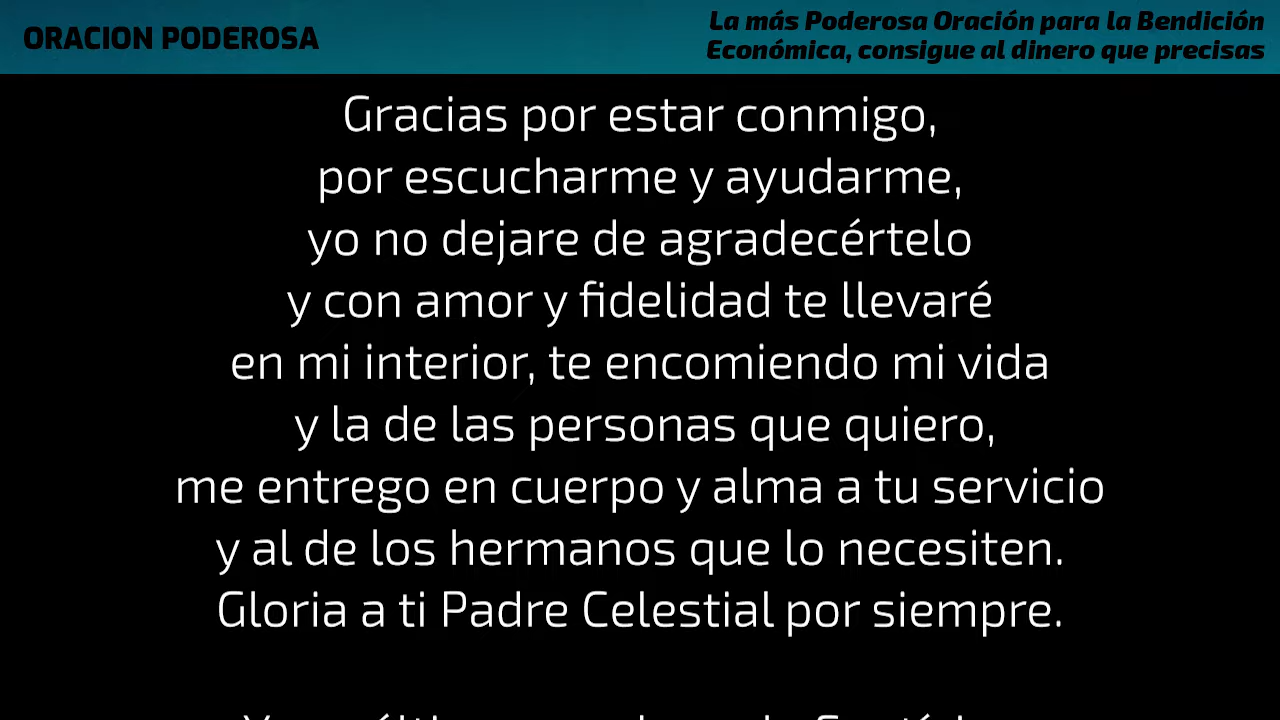 ORACION PODEROSA
La más Poderosa Oración para la Bendición
Económica, consigue al dinero que precisas
Gracias por estar conmigo,
por escucharme y ayudarme,
yo no dejare de agradecértelo
y con amor y fidelidad te llevaré
en mi interior, te encomiendo mi vida
y la de las personas que quiero,
me entrego en cuerpo y alma a tu servicio
y al de los hermanos que lo necesiten.
Gloria a ti Padre Celestial por siempre.